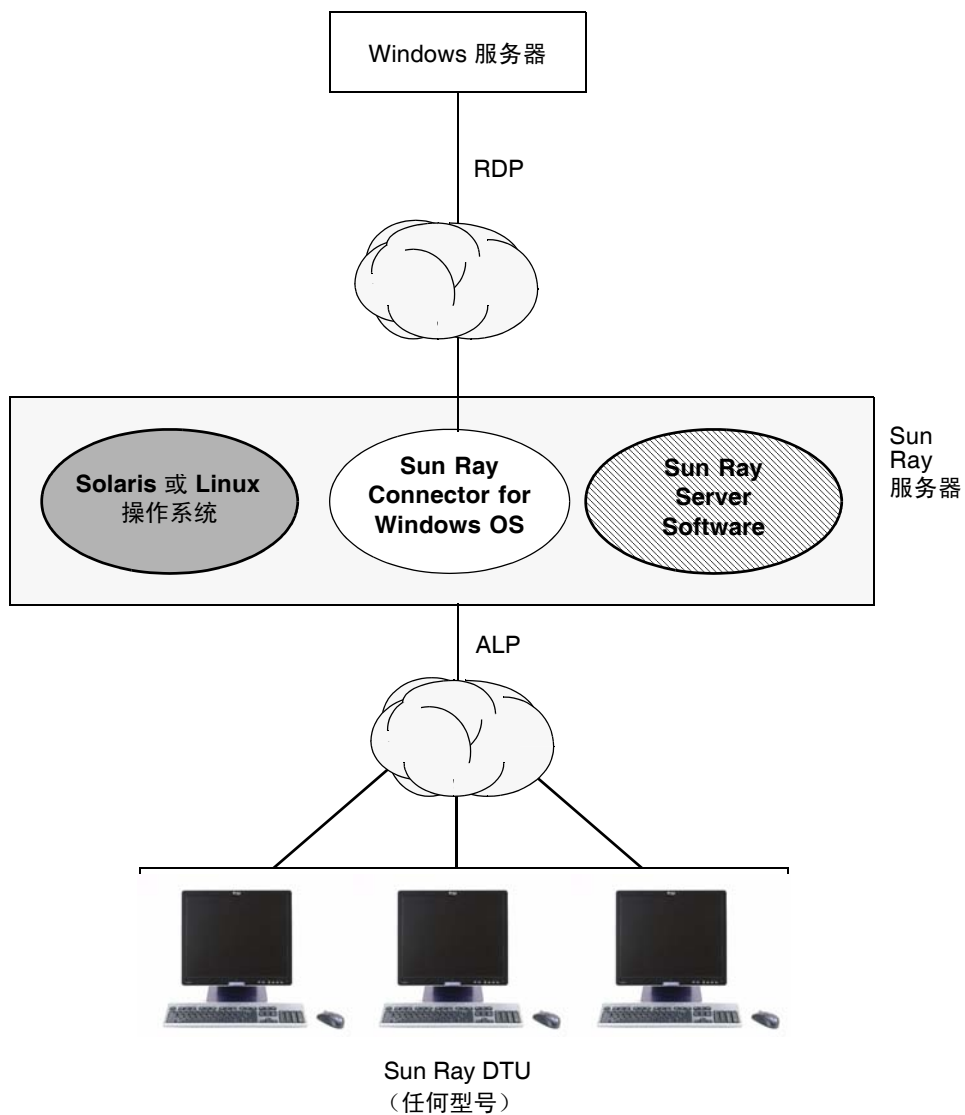 Windows 服务器
RDP
Solaris 或 Linux
操作系统
Sun Ray
Connector for
Windows OS
Sun Ray
Server
Software
Sun
Ray
服务器
ALP
Sun Ray DTU
（任何型号）